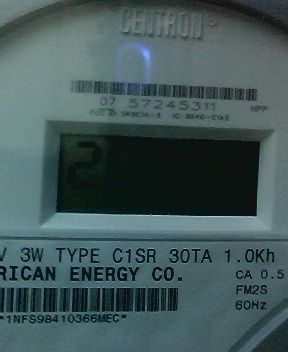 CENTRON®
07 57245311
2
V 3W TYPE C1SR 30TA 1.0Kh
RICAN ENERGY CO.
CA 0.5
FM2S
60Hz
*1NFS98410366MEC*